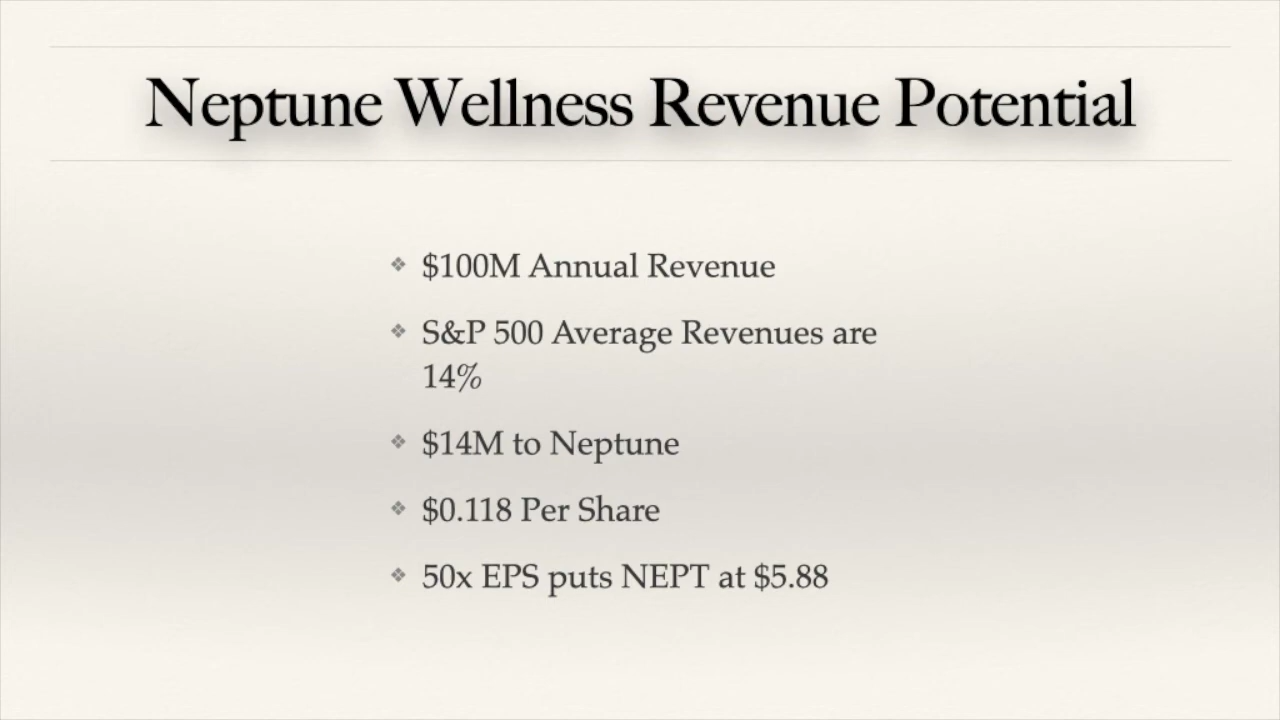 Neptune Wellness Revenue Potential
❖ $100M Annual Revenue
❖ S&P 500 Average Revenues are
14%
❖ $14M to Neptune
❖ $0.118 Per Share
❖ 50x EPS puts NEPT at $5.88